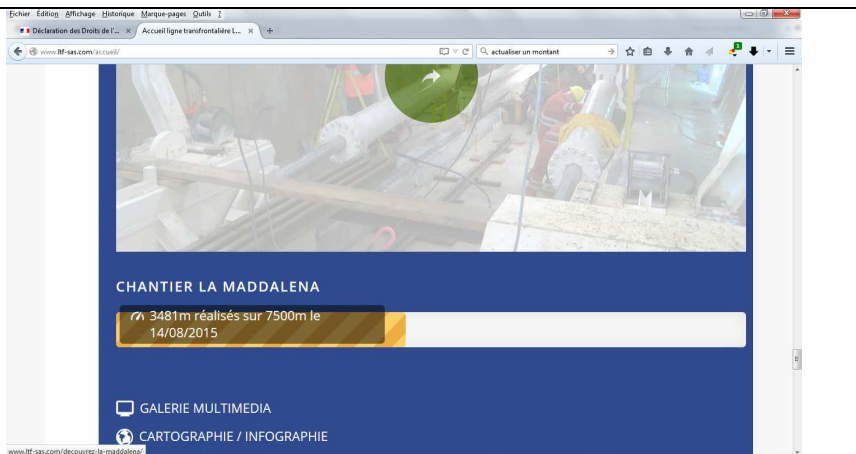 Fichier Édition Affichage Historique Marque-pages Outils ?
Déclaration des Droits de l'... × Accueil ligne transfrontalière L... × +
www.ltf-sas.com/accueil/ actualiser un montant
1
CHANTIER LA MADDALENA
3481m réalisés sur 7500m le
14/08/2015
GALERIE MULTIMEDIA
CARTOGRAPHIE / INFOGRAPHIE
www.ltf-sas.com/decouvrez-la-maddalena/